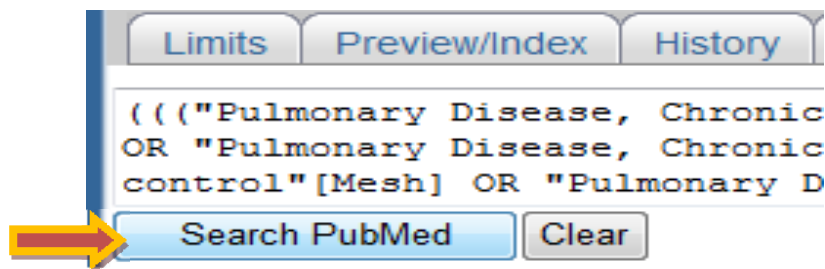 Limits Preview/Index History
((("Pulmonary Disease, Chronic
OR "Pulmonary Disease, Chronic
control"[Mesh] OR "Pulmonary D
Search PubMed Clear